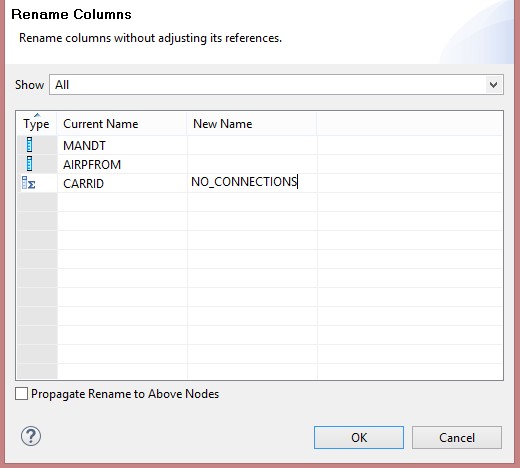 Rename Columns
Rename columns without adjusting its references.
Show All
Type Current Name New Name
MANDT
AIRPFROM
CARRID NO_CONNECTIONS
Propagate Rename to Above Nodes
? OK Cancel